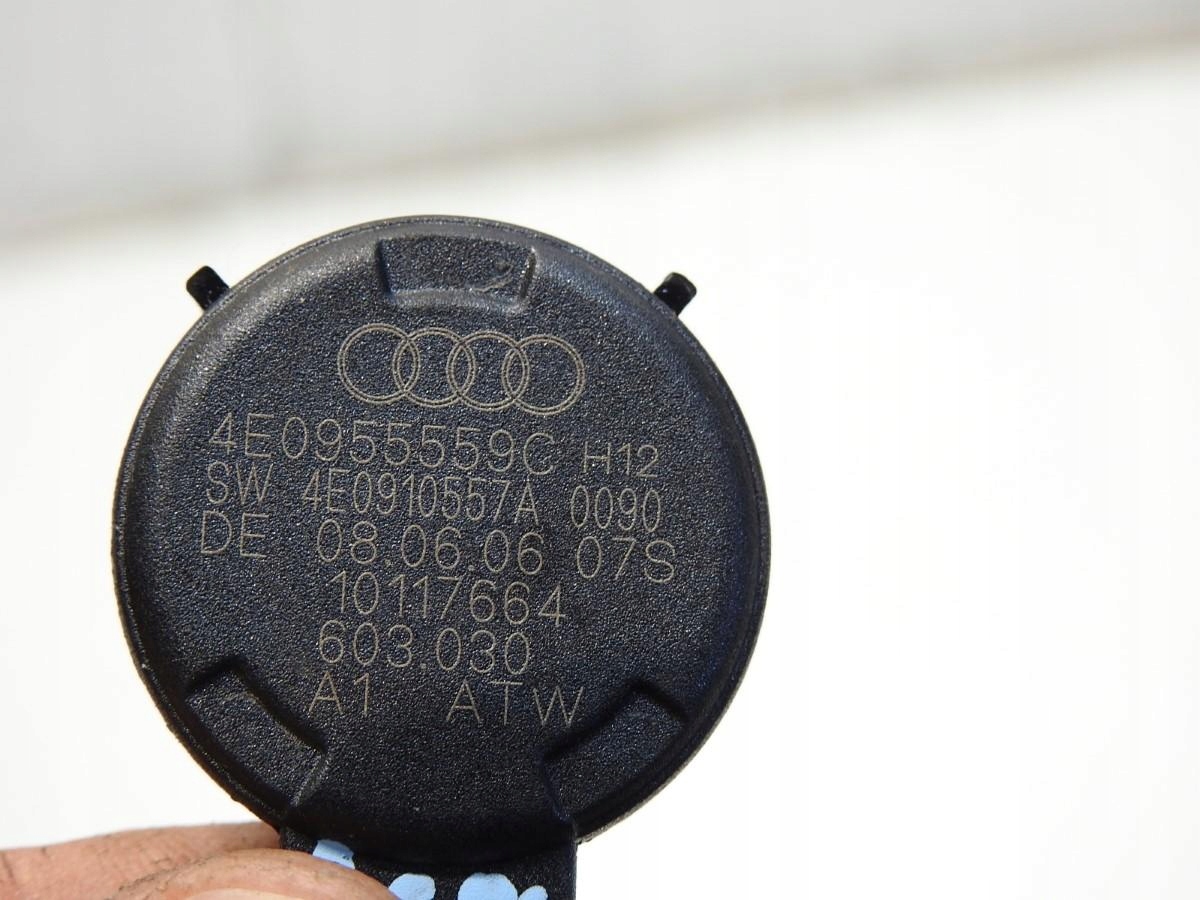 4E0955559C H12
SW 4E0910557A 0090
DE 08.06.06 07S
10117664
603.030
A1 ATW